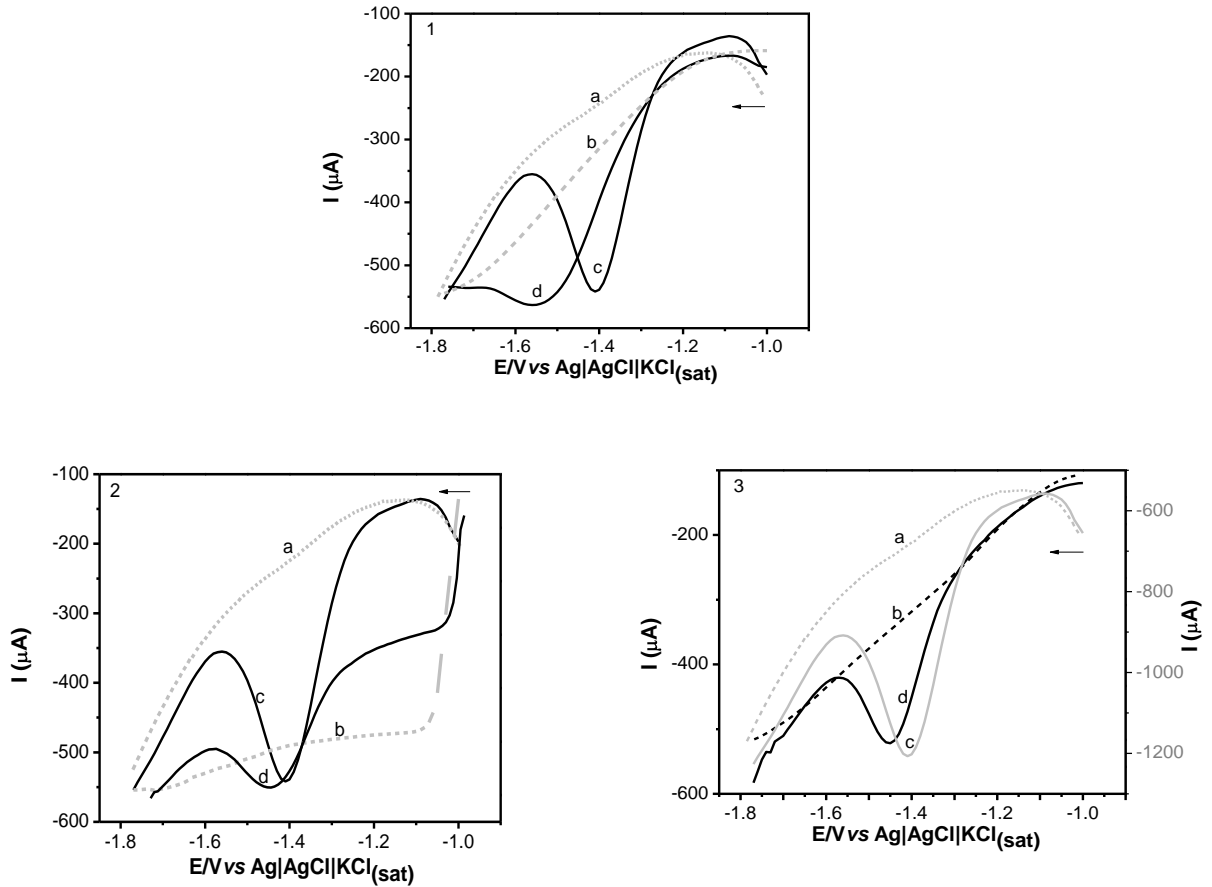 1
-100
-200
-300
-400
-500
-600
I (μA)
a
b
c
d
-1.8 -1.6 -1.4 -1.2 -1.0
E/V vs Ag|AgCl|KCl(sat)
2
-100
-200
-300
-400
-500
-600
I (μA)
a
c
b
d
-1.8 -1.6 -1.4 -1.2 -1.0
E/V vs Ag|AgCl|KCl(sat)
3
-200
-400
-600
I (μA)
a
b
d
c
-600
-800
-1000
-1200
I (μA)
-1.8 -1.6 -1.4 -1.2 -1.0
E/V vs Ag|AgCl|KCl(sat)